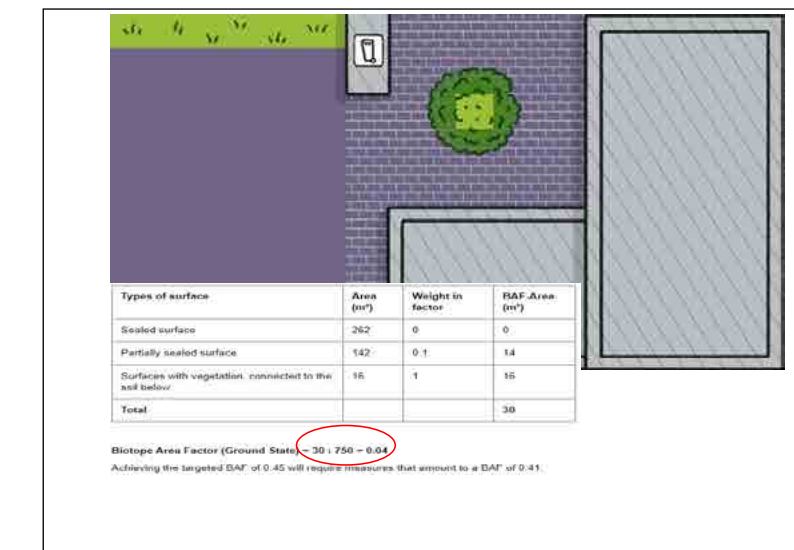 Types of surface Area (m²) Weight in factor BAF-Area (m²)
Sealed surface 262 0 0
Partially sealed surface 142 0.1 14
Surfaces with vegetation, connected to the soil below 16 1 16
Total 30
Biotope Area Factor (Ground State) = 30 : 750 = 0.04
Achieving the targeted BAF of 0.45 will require measures that amount to a BAF of 0.41.